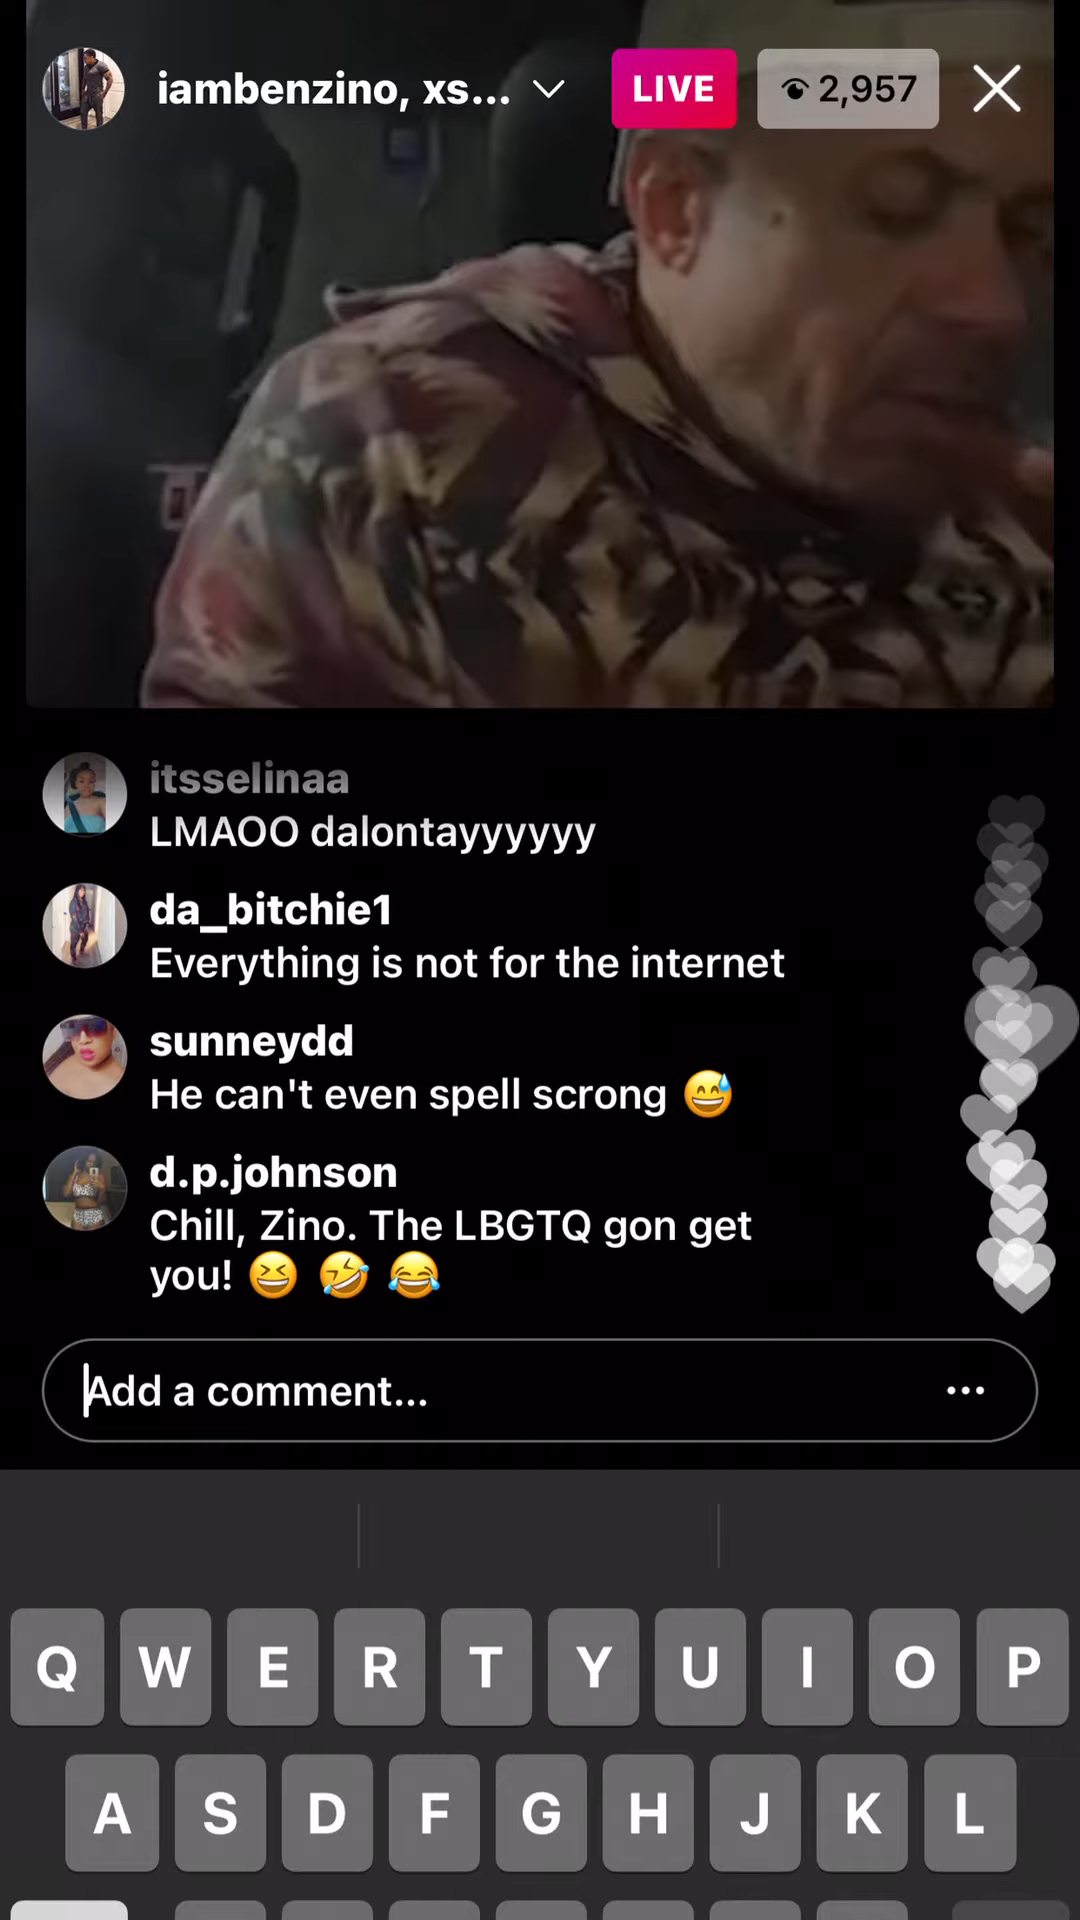 iambenzino, xs...
LIVE
2,957
itsselinaa
LMAOO dalontayyyyyy
da_bitchie1
Everything is not for the internet
sunneydd
He can't even spell scrong 😅
d.p.johnson
Chill, Zino. The LBGTQ gon get
you! 😆 🤣 😂
Add a comment...
Q W E R T Y U I O P
A S D F G H J K L